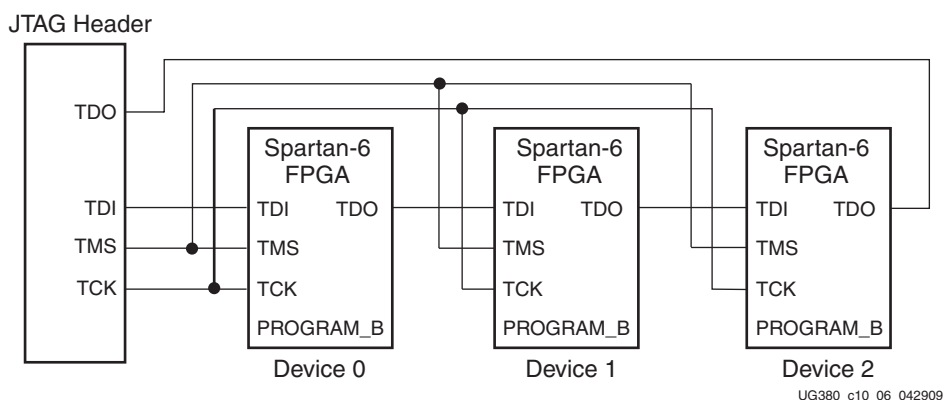 JTAG Header
TDO
TDI
TMS
TCK
Spartan-6
FPGA
TDI TDO
TMS
TCK
PROGRAM_B
Device 0
Spartan-6
FPGA
TDI TDO
TMS
TCK
PROGRAM_B
Device 1
Spartan-6
FPGA
TDI TDO
TMS
TCK
PROGRAM_B
Device 2
UG380_c10_06_042909